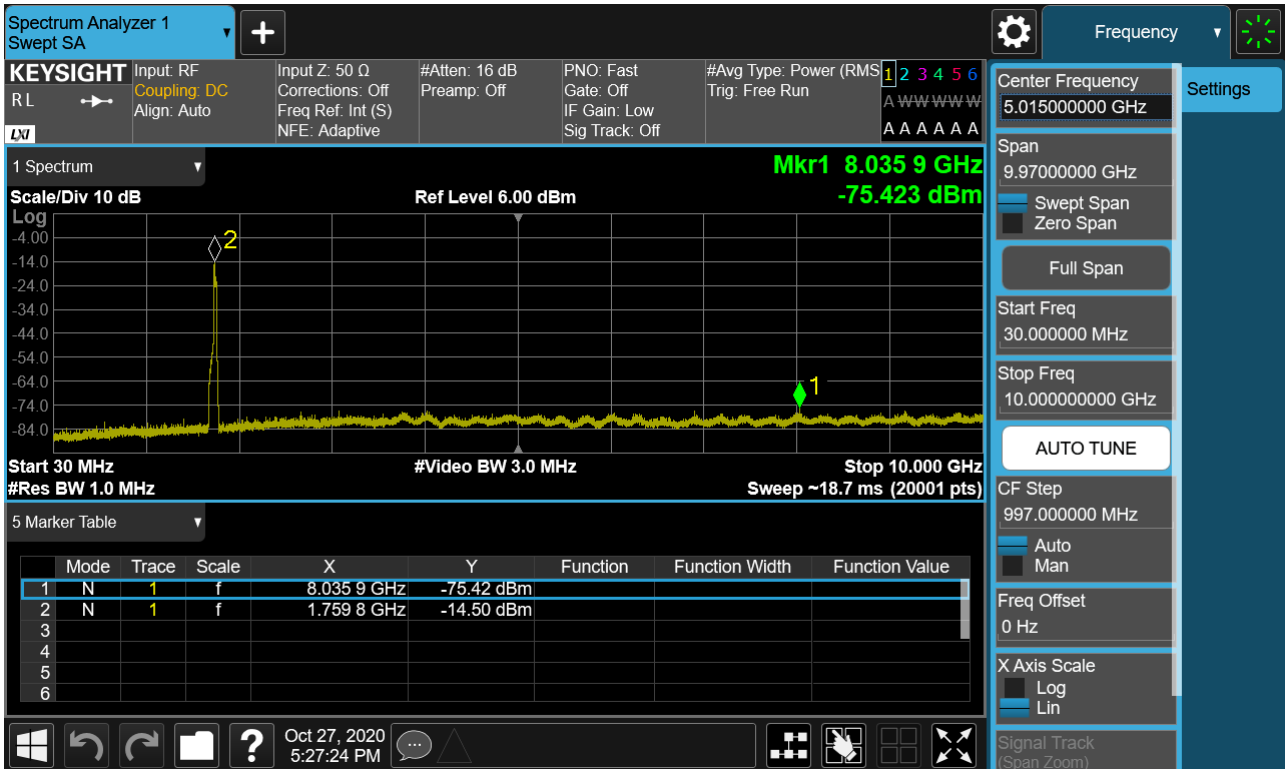 Spectrum Analyzer 1
Swept SA
+
Frequency
KEYSIGHT
R L
LXI
Input: RF
Coupling: DC
Align: Auto
Input Z: 50 Ω
Corrections: Off
Freq Ref: Int (S)
NFE: Adaptive
#Atten: 16 dB
Preamp: Off
PNO: Fast
Gate: Off
IF Gain: Low
Sig Track: Off
#Avg Type: Power (RMS
Trig: Free Run
1 2 3 4 5 6
A W W W W W
A A A A A A
1 Spectrum
Mkr1 8.035 9 GHz
-75.423 dBm
Scale/Div 10 dB
Ref Level 6.00 dBm
Log
-4.00
-14.0
-24.0
-34.0
-44.0
-54.0
-64.0
-74.0
-84.0
2
1
Start 30 MHz
#Video BW 3.0 MHz
Stop 10.000 GHz
#Res BW 1.0 MHz
Sweep ~18.7 ms (20001 pts)
5 Marker Table
Mode Trace Scale X Y Function Function Width Function Value
1 N 1 f 8.035 9 GHz -75.42 dBm
2 N 1 f 1.759 8 GHz -14.50 dBm
3
4
5
6
Oct 27, 2020
5:27:24 PM
?
...
Center Frequency
5.015000000 GHz
Span
9.97000000 GHz
Swept Span
Zero Span
Full Span
Start Freq
30.000000 MHz
Stop Freq
10.000000000 GHz
AUTO TUNE
CF Step
997.000000 MHz
Auto
Man
Freq Offset
0 Hz
X Axis Scale
Log
Lin
Signal Track
(Span Zoom)
Settings